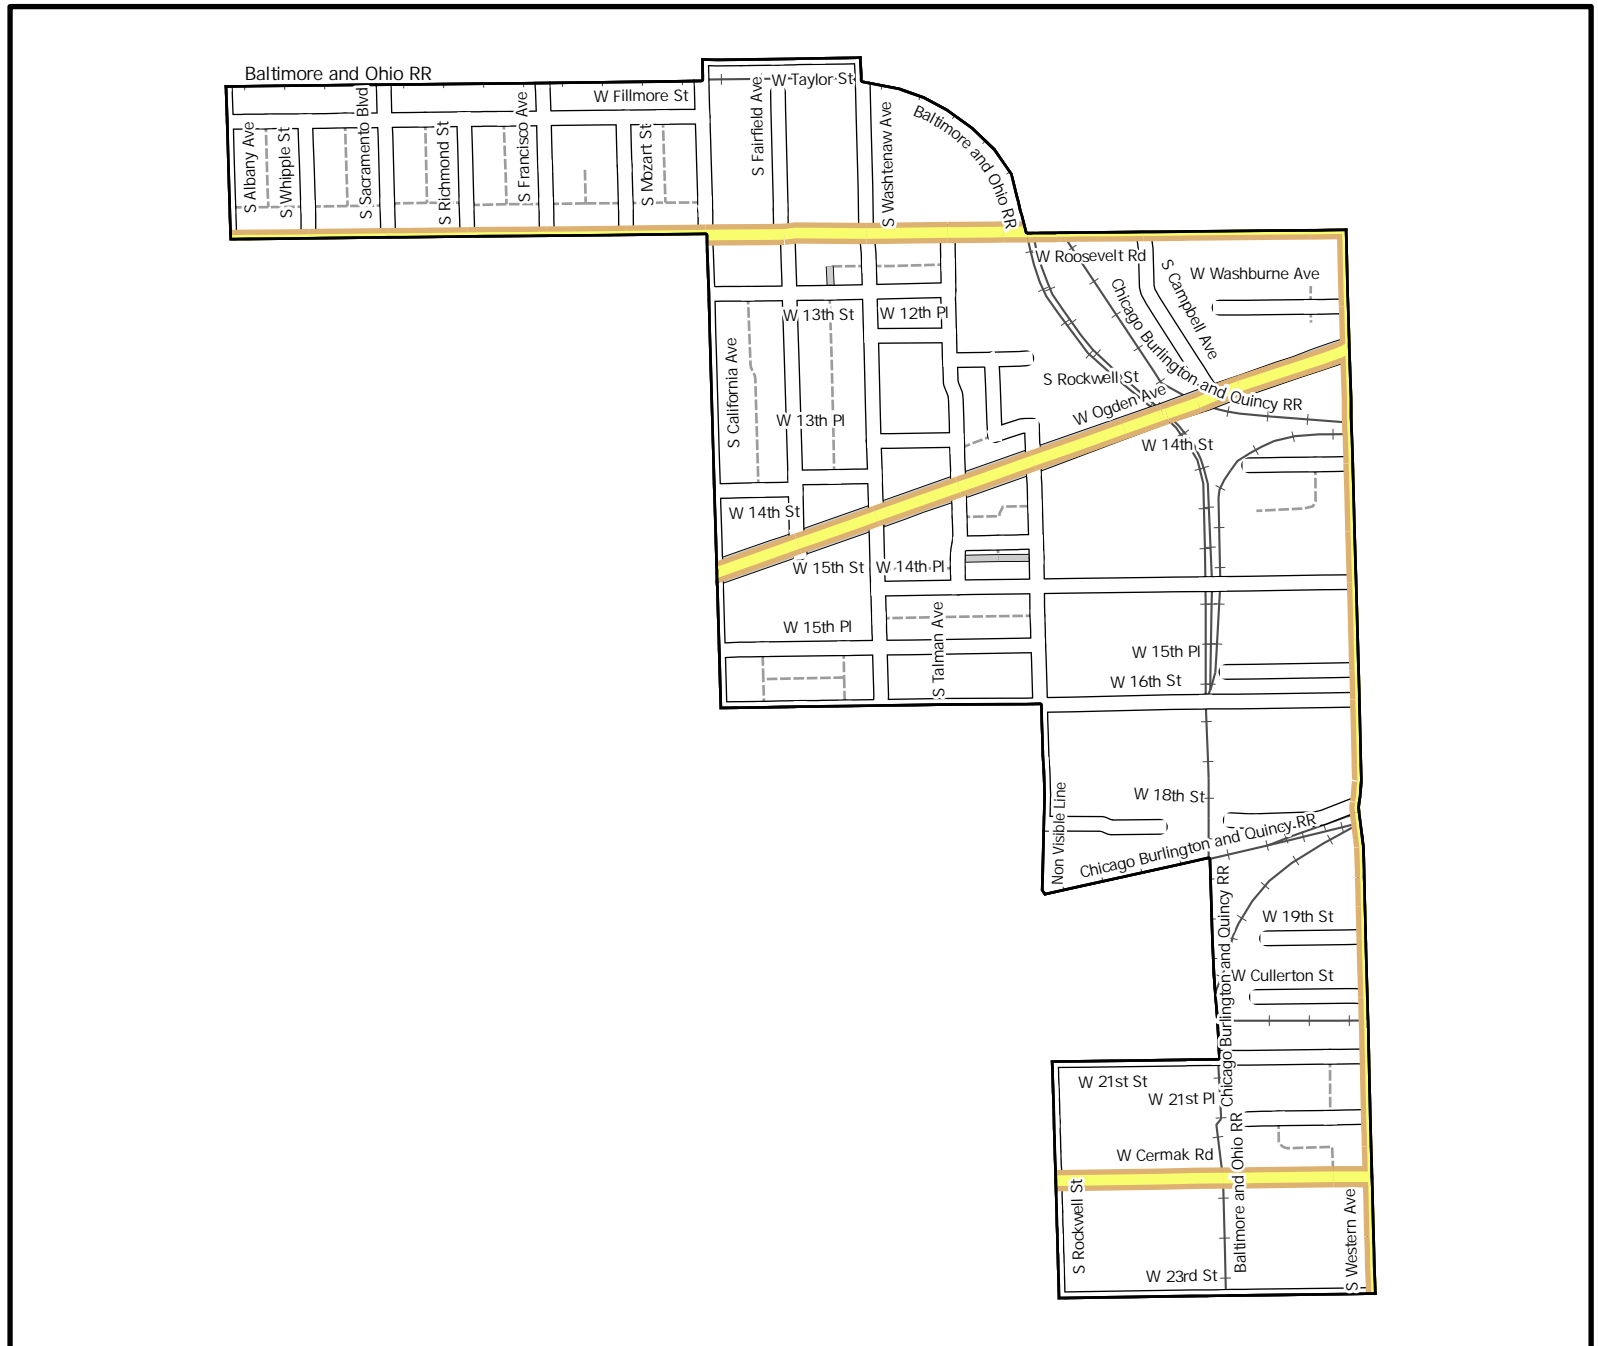 Baltimore and Ohio RR
W Taylor St
W Fillmore St
S Albany Ave
S Whipple St
S Sacramento Blvd
S Richmond St
S Francisco Ave
S Mozart St
S Fairfield Ave
S Washtenaw Ave
Baltimore and Ohio RR
W Roosevelt Rd
W Washburne Ave
S Campbell Ave
Chicago Burlington and Quincy RR
W 13th St
W 12th Pl
S California Ave
S Rockwell St
W Ogden Ave
W 13th Pl
W 14th St
W 14th St
W 15th St
W 14th Pl
W 15th Pl
S Talman Ave
W 15th Pl
W 16th St
Non Visible Line
W 18th St
Chicago Burlington and Quincy RR
Chicago Burlington and Quincy RR
W 19th St
W Cullerton St
W 21st St
W 21st Pl
Baltimore and Ohio RR
W Cermak Rd
S Rockwell St
S Western Ave
W 23rd St